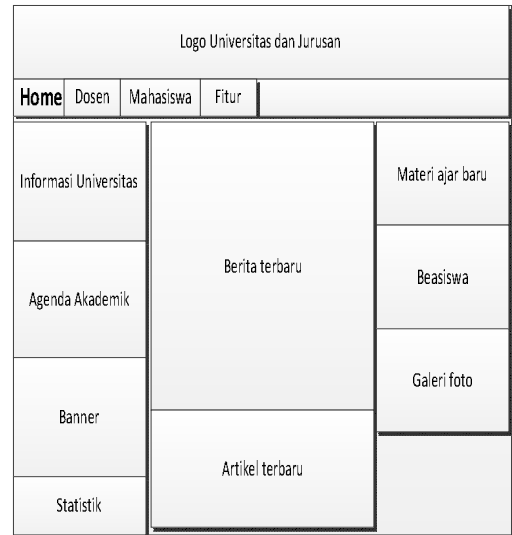 Logo Universitas dan Jurusan
Home Dosen Mahasiswa Fitur
Informasi Universitas
Agenda Akademik
Banner
Statistik
Berita terbaru
Artikel terbaru
Materi ajar baru
Beasiswa
Galeri foto